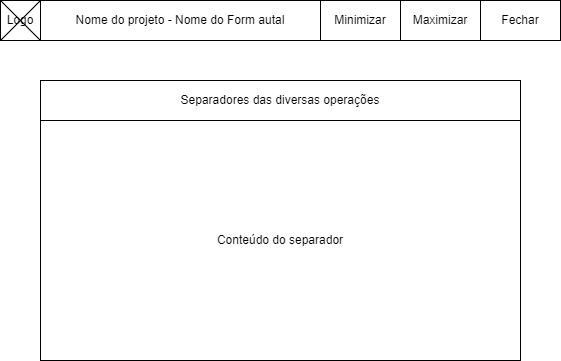 Logo
Nome do projeto - Nome do Form autal
Minimizar
Maximizar
Fechar
Separadores das diversas operações
Conteúdo do separador